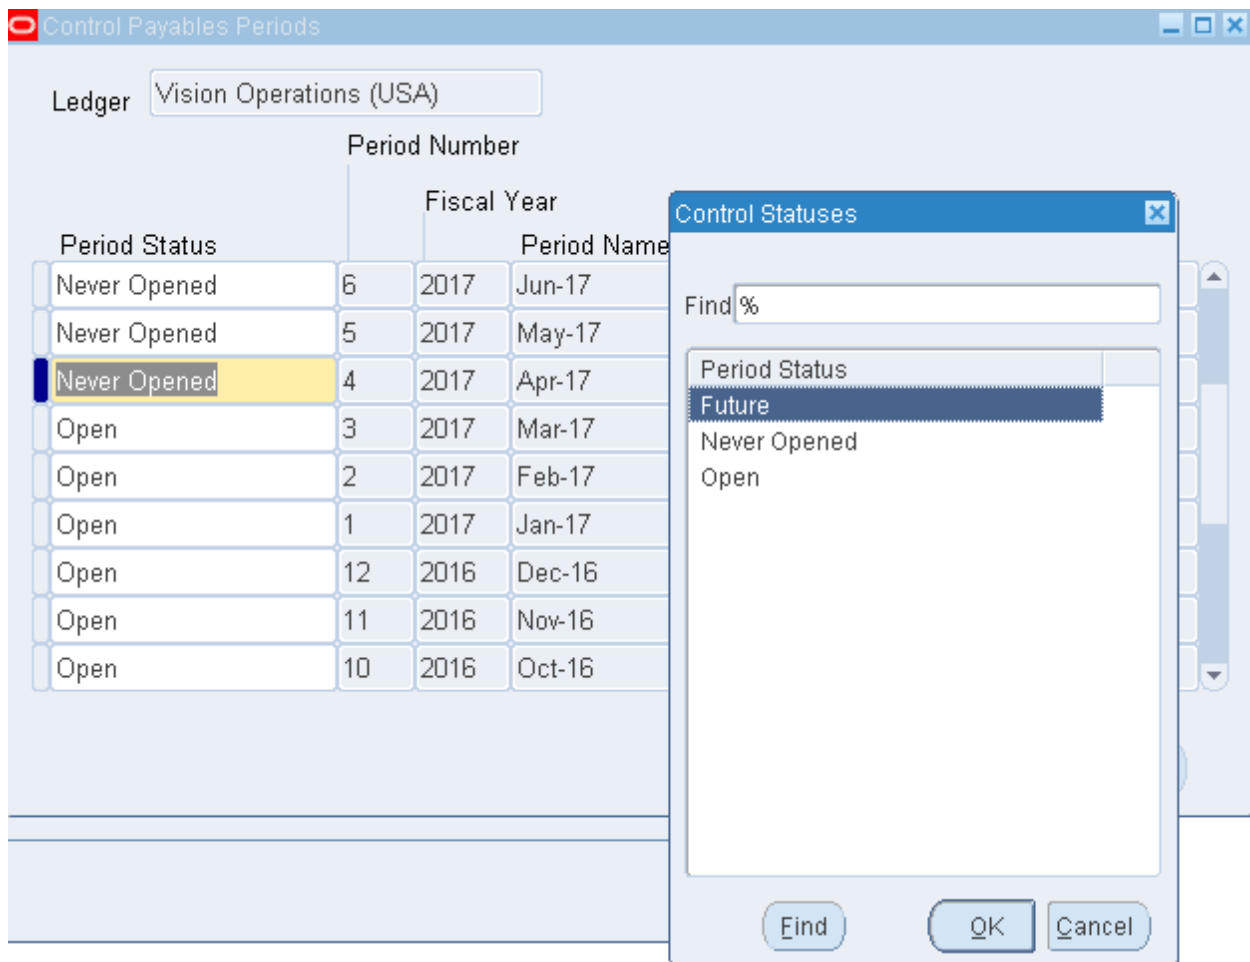 Control Payables Periods
Ledger Vision Operations (USA)
Period Number
Fiscal Year
Period Status Period Name
Never Opened 6 2017 Jun-17
Never Opened 5 2017 May-17
Never Opened 4 2017 Apr-17
Open 3 2017 Mar-17
Open 2 2017 Feb-17
Open 1 2017 Jan-17
Open 12 2016 Dec-16
Open 11 2016 Nov-16
Open 10 2016 Oct-16
Control Statuses
Find %
Period Status
Future
Never Opened
Open
Find OK Cancel